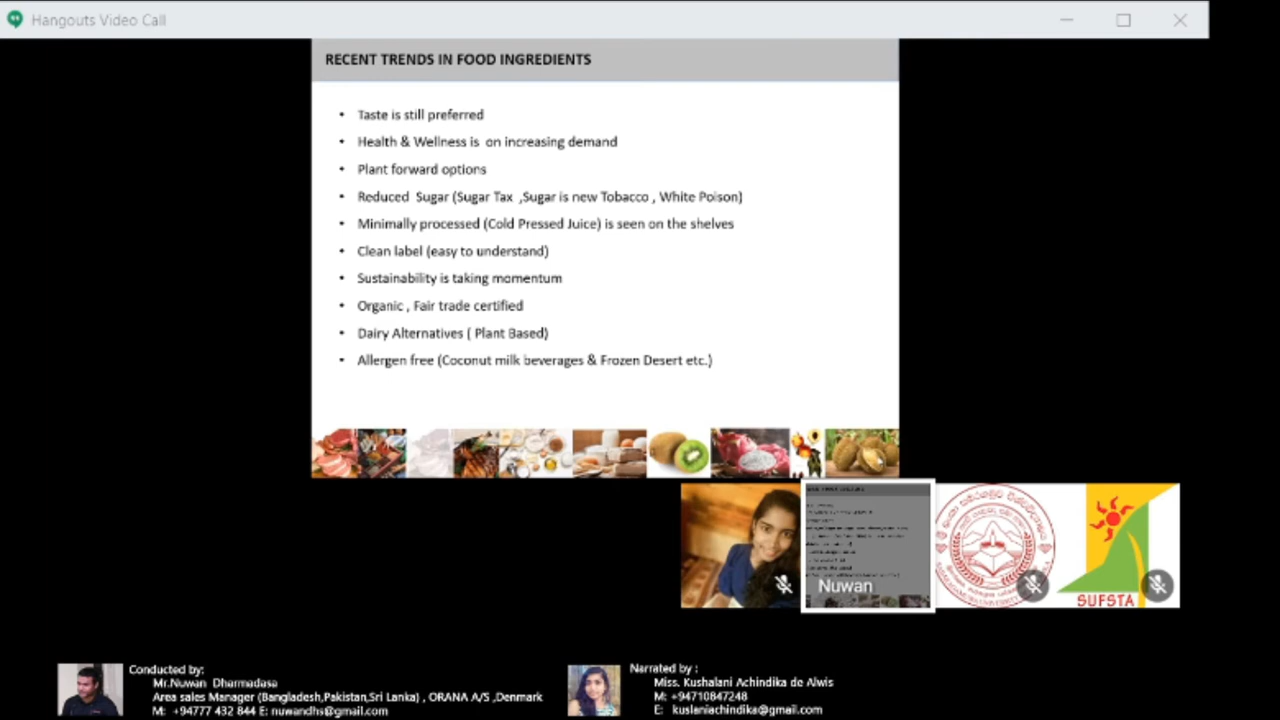 Hangouts Video Call
RECENT TRENDS IN FOOD INGREDIENTS
• Taste is still preferred
• Health & Wellness is on increasing demand
• Plant forward options
• Reduced Sugar (Sugar Tax ,Sugar is new Tobacco , White Poison)
• Minimally processed (Cold Pressed Juice) is seen on the shelves
• Clean label (easy to understand)
• Sustainability is taking momentum
• Organic , Fair trade certified
• Dairy Alternatives ( Plant Based)
• Allergen free (Coconut milk beverages & Frozen Desert etc.)
Nuwan
SUFSTA
Conducted by:
Mr.Nuwan Dharmadasa
Area sales Manager (Bangladesh,Pakistan,Sri Lanka) , ORANA A/S ,Denmark
M: +94777 432 844 E: nuwandhs@gmail.com
Narrated by :
Miss. Kushalani Achindika de Alwis
M: +94710847248
E: kuslaniachindika@gmail.com